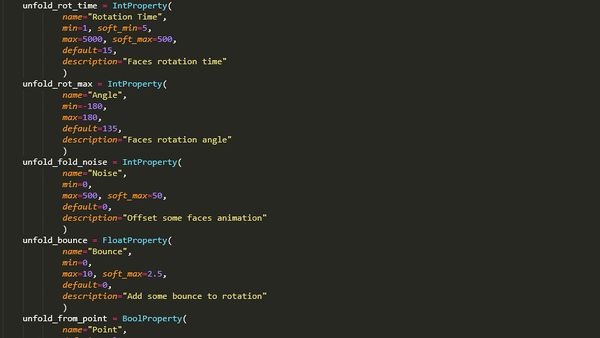 unfold_rot_time = IntProperty(
name="Rotation Time",
min=1, soft_min=5,
max=5000, soft_max=500,
default=15,
description="Faces rotation time"
)
unfold_rot_max = IntProperty(
name="Angle",
min=-180,
max=180,
default=135,
description="Faces rotation angle"
)
unfold_fold_noise = IntProperty(
name="Noise",
min=0,
max=500, soft_max=50,
default=0,
description="Offset some faces animation"
)
unfold_bounce = FloatProperty(
name="Bounce",
min=0,
max=10, soft_max=2.5,
default=0,
description="Add some bounce to rotation"
)
unfold_from_point = BoolProperty(
name="Point",